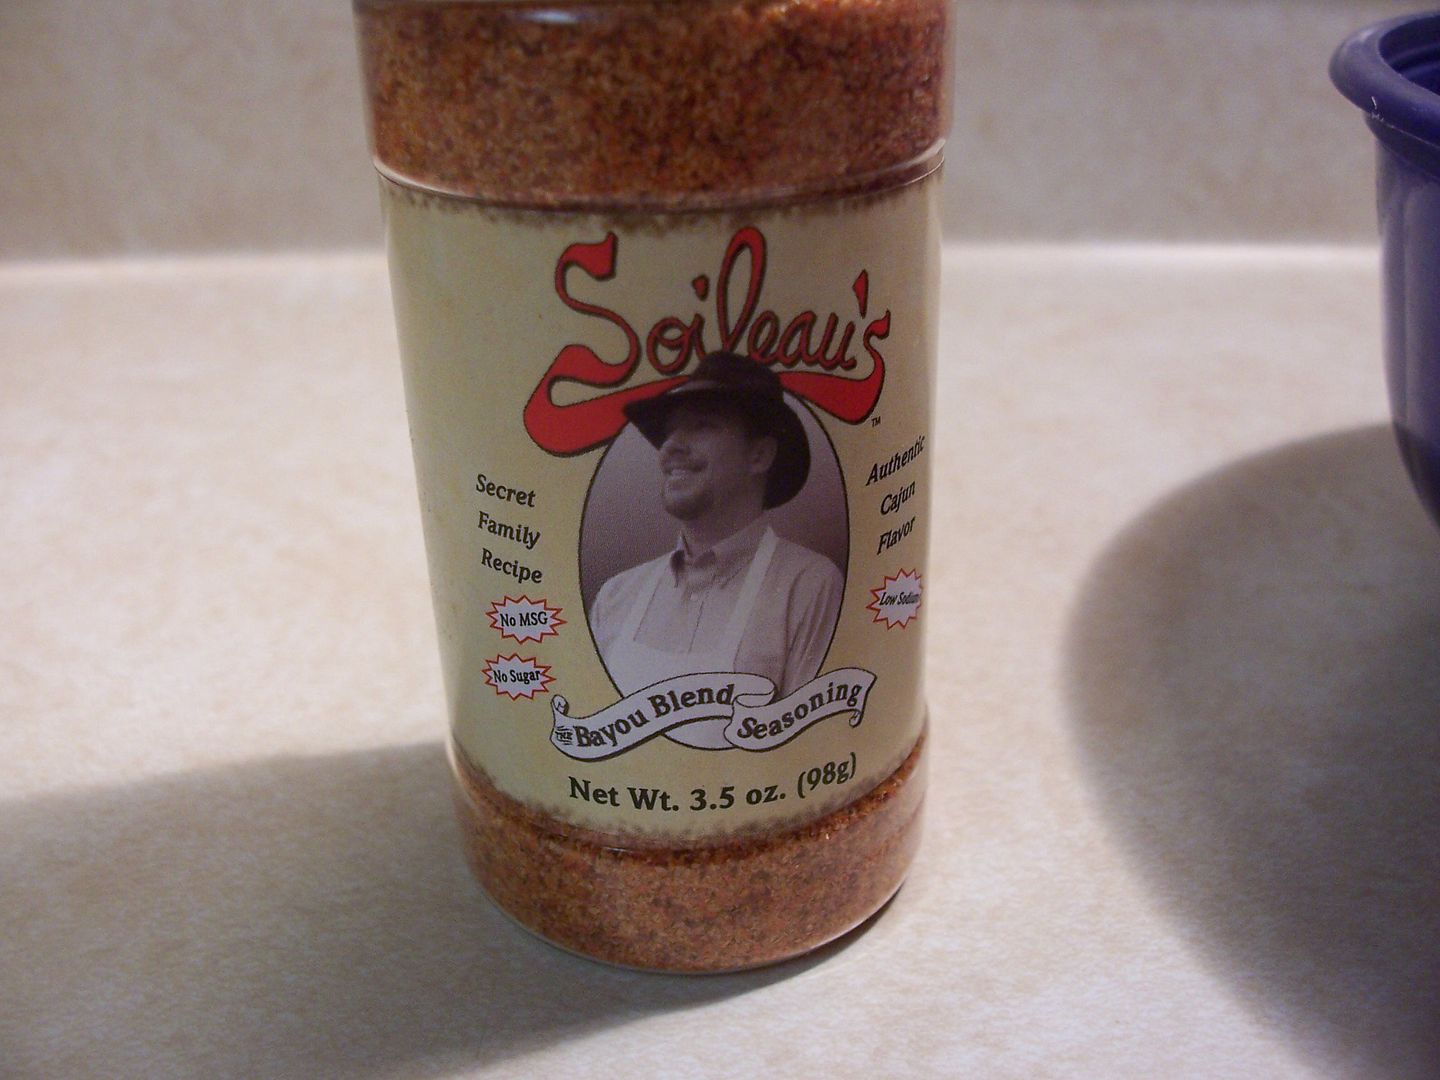 Soileau's
TM
Secret
Family
Recipe
No MSG
No Sugar
Authentic
Cajun
Flavor
Low Sodium
Bayou Blend
Seasoning
Net Wt. 3.5 oz. (98g)